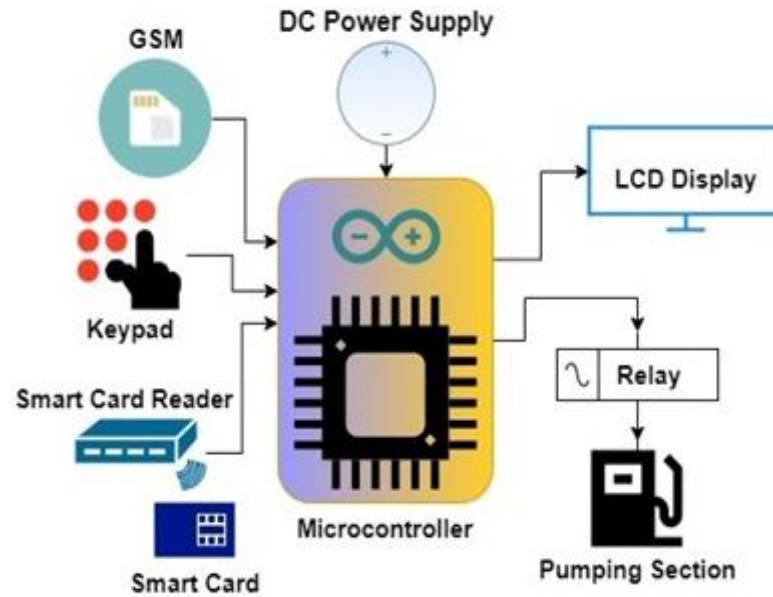 DC Power Supply
GSM
LCD Display
Keypad
Relay
Smart Card Reader
Microcontroller
Smart Card
Pumping Section